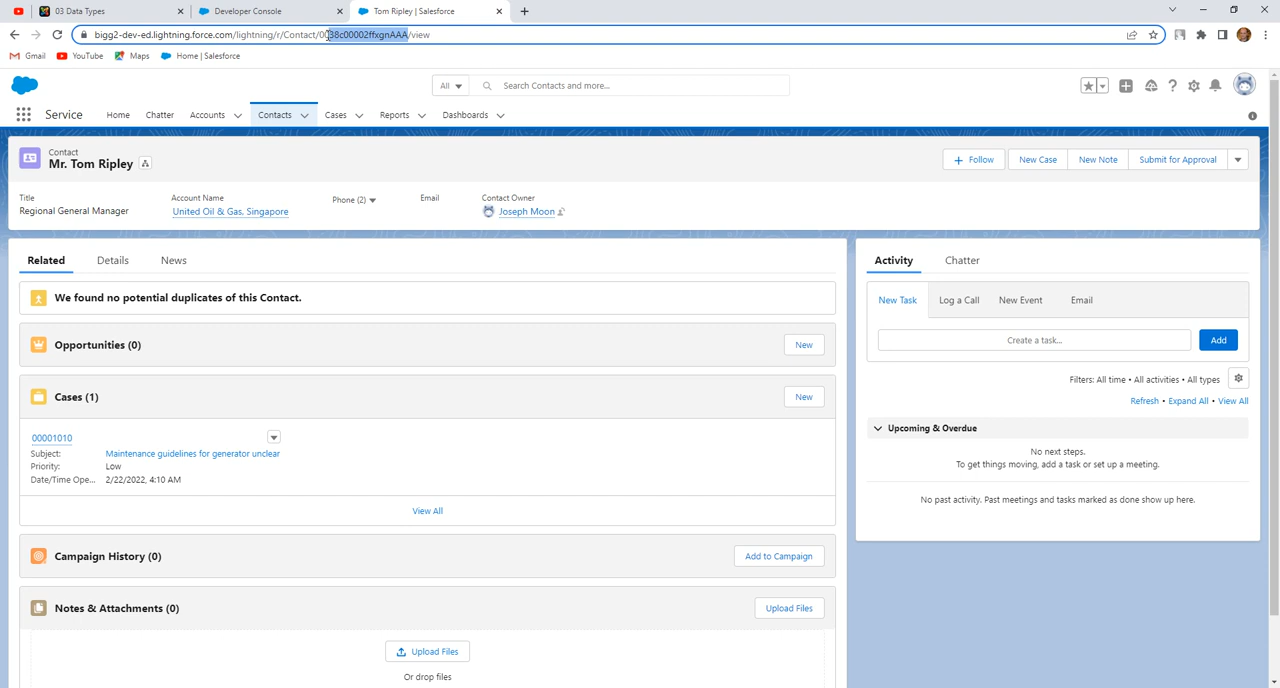 03 Data Types
Developer Console
Tom Ripley | Salesforce
bigg2-dev-ed.lightning.force.com/lightning/r/Contact/0038c00002ffxgnAAA/view
Gmail
YouTube
Maps
Home | Salesforce
All
Search Contacts and more...
Service
Home
Chatter
Accounts
Contacts
Cases
Reports
Dashboards
Contact
Mr. Tom Ripley
Follow
New Case
New Note
Submit for Approval
Title
Regional General Manager
Account Name
United Oil & Gas, Singapore
Phone (2)
Email
Contact Owner
Joseph Moon
Related
Details
News
We found no potential duplicates of this Contact.
Opportunities (0)
New
Cases (1)
New
00001010
Subject: Maintenance guidelines for generator unclear
Priority: Low
Date/Time Ope... 2/22/2022, 4:10 AM
View All
Campaign History (0)
Add to Campaign
Notes & Attachments (0)
Upload Files
Upload Files
Or drop files
Activity
Chatter
New Task
Log a Call
New Event
Email
Create a task...
Add
Filters: All time • All activities • All types
Refresh • Expand All • View All
Upcoming & Overdue
No next steps.
To get things moving, add a task or set up a meeting.
No past activity. Past meetings and tasks marked as done show up here.